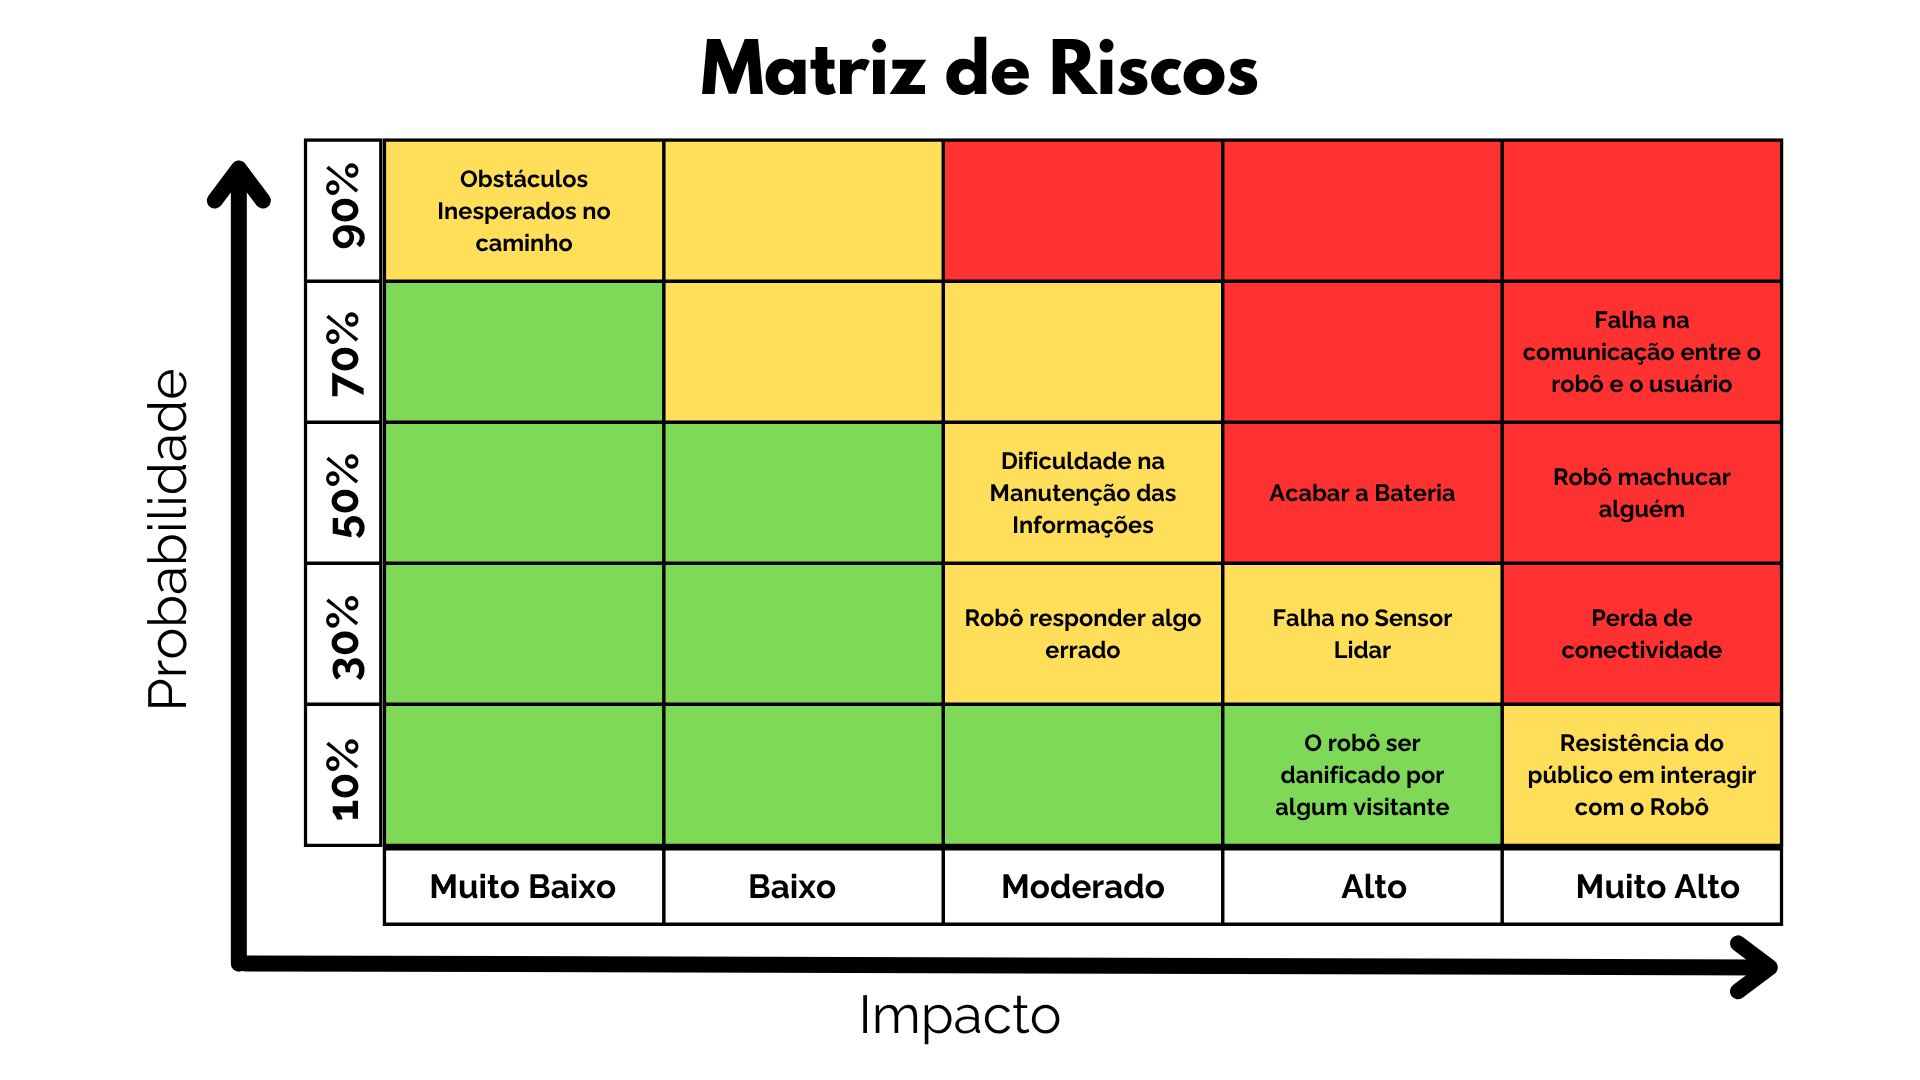 Matriz de Riscos
Probabilidade
90%
Obstáculos
Inesperados no
caminho
70%
Falha na
comunicação entre o
robô e o usuário
50%
Dificuldade na
Manutenção das
Informações
Acabar a Bateria
Robô machucar
alguém
30%
Robô responder algo
errado
Falha no Sensor
Lidar
Perda de
conectividade
10%
O robô ser
danificado por
algum visitante
Resistência do
público em interagir
com o Robô
Muito Baixo
Baixo
Moderado
Alto
Muito Alto
Impacto